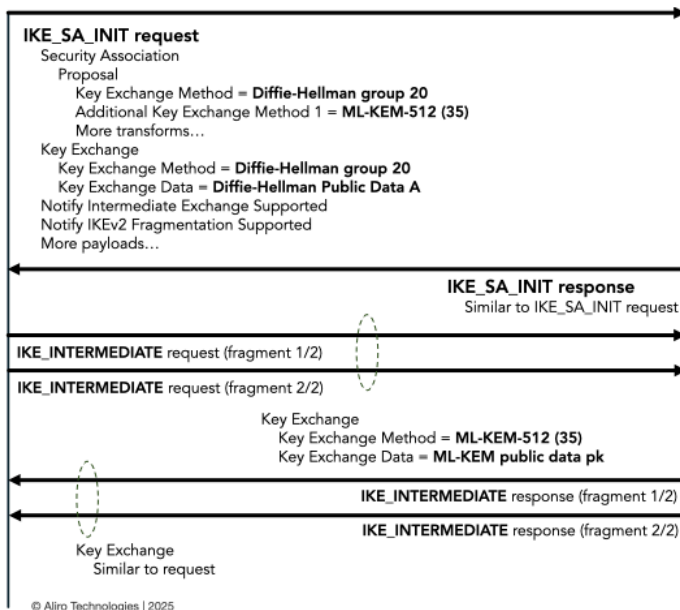 IKE_SA_INIT request
Security Association
Proposal
Key Exchange Method = Diffie-Hellman group 20
Additional Key Exchange Method 1 = ML-KEM-512 (35)
More transforms…
Key Exchange
Key Exchange Method = Diffie-Hellman group 20
Key Exchange Data = Diffie-Hellman Public Data A
Notify Intermediate Exchange Supported
Notify IKEv2 Fragmentation Supported
More payloads…
IKE_SA_INIT response
Similar to IKE_SA_INIT request
IKE_INTERMEDIATE request (fragment 1/2)
IKE_INTERMEDIATE request (fragment 2/2)
Key Exchange
Key Exchange Method = ML-KEM-512 (35)
Key Exchange Data = ML-KEM public data pk
IKE_INTERMEDIATE response (fragment 1/2)
IKE_INTERMEDIATE response (fragment 2/2)
Key Exchange
Similar to request
© Aliro Technologies | 2025